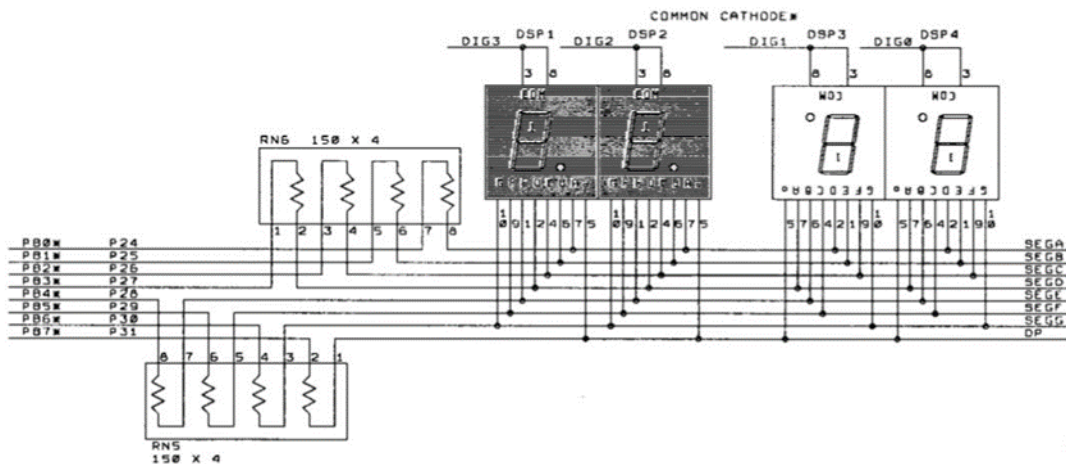 COMMON CATHODE*
DIG3 DSP1 DIG2 DSP2 DIG1 DSP3 DIG0 DSP4
3 8 3 8 8 3 8 3
COM COM COM
RN6 150 X 4
G F E D C B A G F E D C B A
1 2 3 4 5 6 7 8
10 9 1 2 4 6 7 5 10 9 1 2 4 6 7 5 5 7 6 4 2 1 9 10 5 7 6 4 2 1 9 10
PB0* P24 SEGA
PB1* P25 SEGB
PB2* P26 SEGC
PB3* P27 SEGD
PB4* P28 SEGE
PB5* P29 SEGF
PB6* P30 SEGG
PB7* P31 DP
8 7 6 5 4 3 2 1
RN5
150 X 4